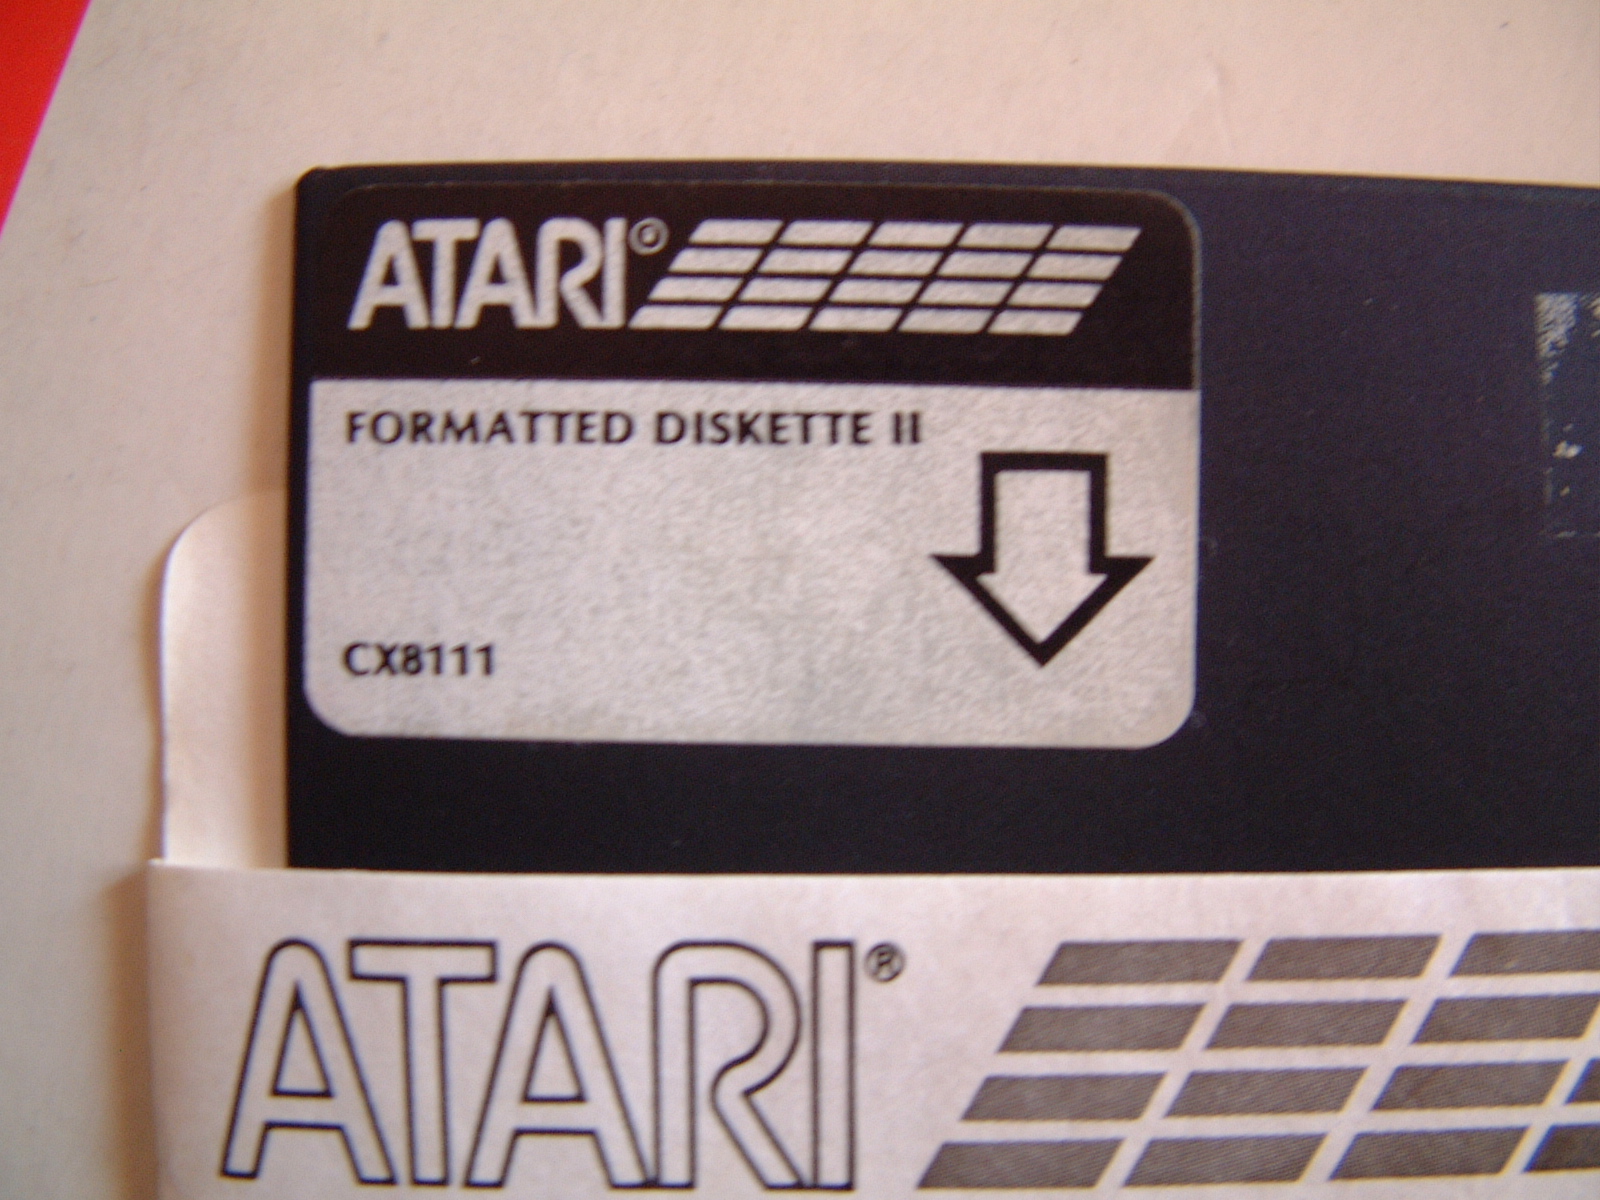 ATARI®
FORMATTED DISKETTE II
CX8111
ATARI®